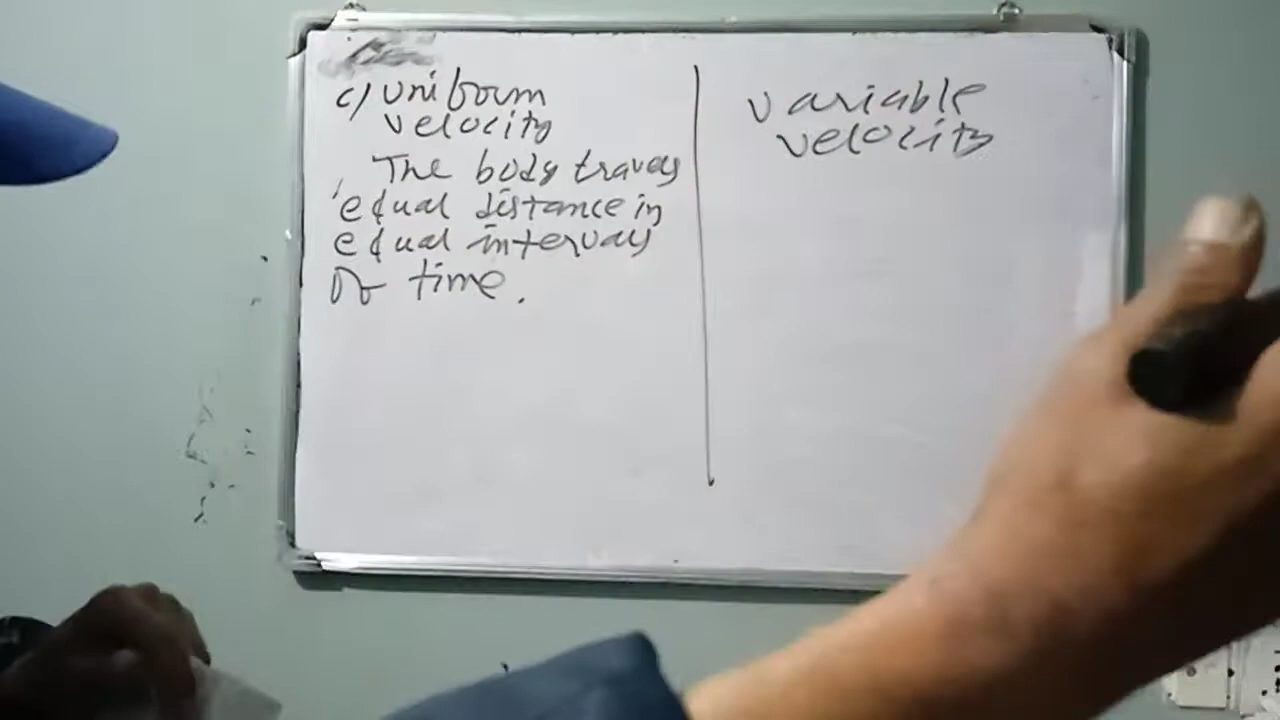 c) uniform
velocity
The body travels
equal distance in
equal intervals
of time.
variable
velocity